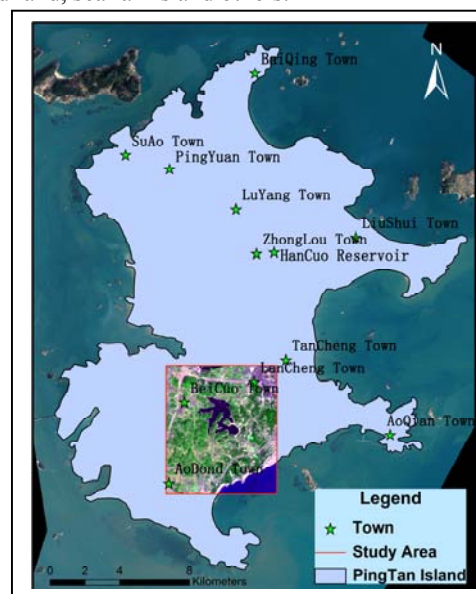 N
BaiQing Town
SuAo Town
PingYuan Town
LuYang Town
LiuShui Town
ZhongLou Town
HanCuo Reservoir
TanCheng Town
LanCheng Town
BeiCuo Town
AoQian Town
AoDond Town
Legend
Town
Study Area
PingTan Island
0 2 4 8
Kilometers